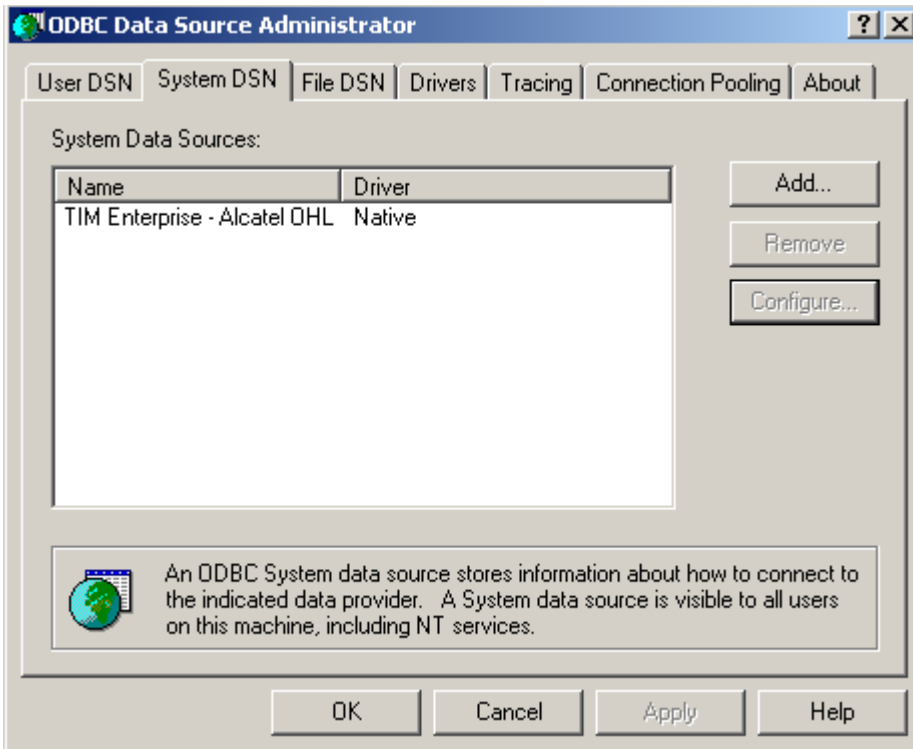 ODBC Data Source Administrator
User DSN System DSN File DSN Drivers Tracing Connection Pooling About
System Data Sources:
Name Driver
TIM Enterprise - Alcatel OHL Native
Add...
Remove
Configure...
An ODBC System data source stores information about how to connect to
the indicated data provider. A System data source is visible to all users
on this machine, including NT services.
OK Cancel Apply Help